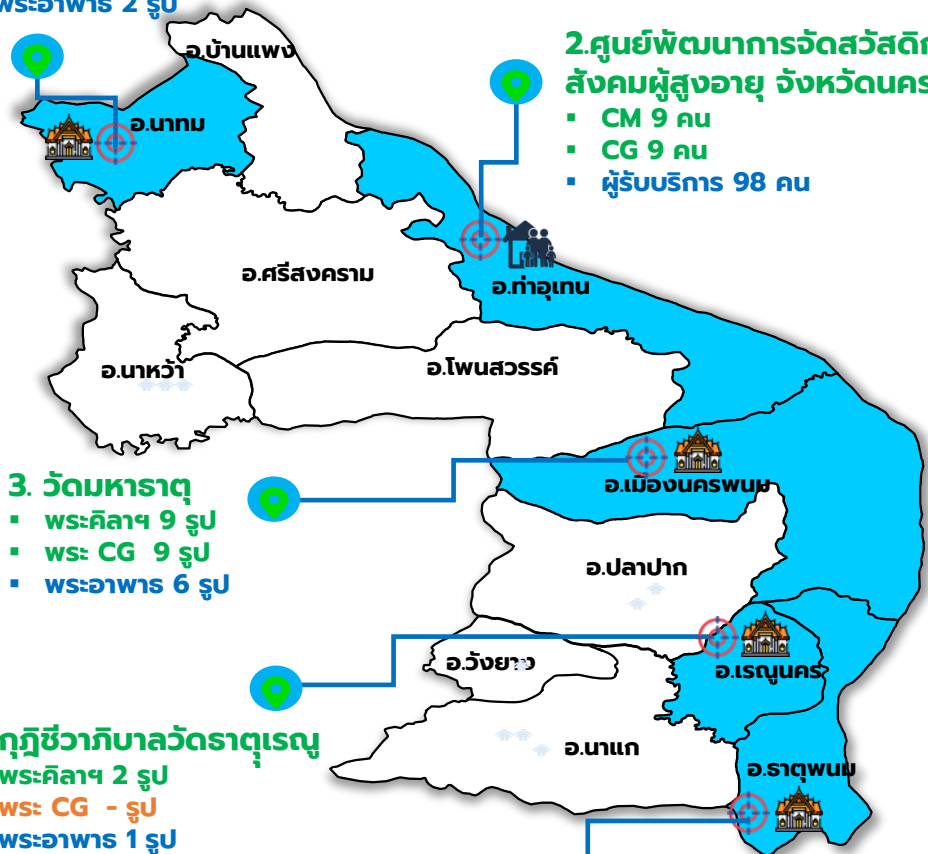 พระอาพาธ 2 รูป
อ.บ้านแพง
อ.นาทม
2.ศูนย์พัฒนาการจัดสวัสดิ
สังคมผู้สูงอายุ จังหวัดนคร
▪ CM 9 คน
▪ CG 9 คน
▪ ผู้รับบริการ 98 คน
อ.ศรีสงคราม
อ.ท่าอุเทน
อ.นาหว้า
อ.โพนสวรรค์
3. วัดมหาธาตุ
▪ พระคิลาฯ 9 รูป
▪ พระ CG 9 รูป
▪ พระอาพาธ 6 รูป
อ.เมืองนครพนม
อ.ปลาปาก
อ.วังยาง
อ.เรณูนคร
กุฏิชีวาภิบาลวัดธาตุเรณู
พระคิลาฯ 2 รูป
พระ CG - รูป
พระอาพาธ 1 รูป
อ.นาแก
อ.ธาตุพนม